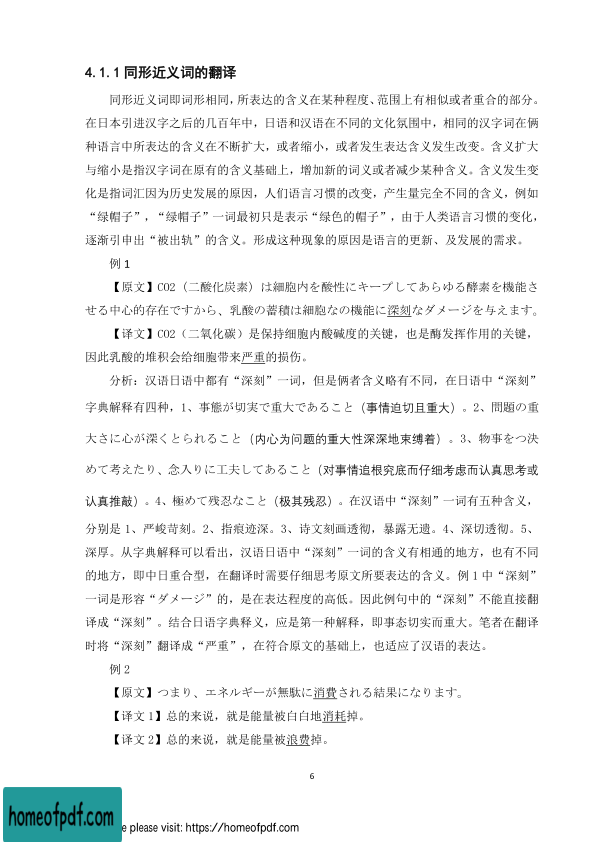 4.1.1 同形近义词的翻译
同形近义词即词形相同，所表达的含义在某种程度、范围上有相似或者重合的部分。
在日本引进汉字之后的几百年中，日语和汉语在不同的文化氛围中，相同的汉字词在俩
种语言中所表达的含义在不断扩大，或者缩小，或者发生表达含义发生改变。含义扩大
与缩小是指汉字词在原有的含义基础上，增加新的词义或者减少某种含义。含义发生变
化是指词汇因为历史发展的原因，人们语言习惯的改变，产生量完全不同的含义，例如
“绿帽子”，“绿帽子”一词最初只是表示“绿色的帽子”，由于人类语言习惯的变化，
逐渐引申出“被出轨”的含义。形成这种现象的原因是语言的更新、及发展的需求。
例 1
【原文】CO2（二酸化炭素）は細胞内を酸性にキープしてあらゆる酵素を機能さ
せる中心的存在ですから、乳酸の蓄積は細胞なの機能に深刻なダメージを与えます。
【译文】CO2（二氧化碳）是保持细胞内酸碱度的关键，也是酶发挥作用的关键，
因此乳酸的堆积会给细胞带来严重的损伤。
分析：汉语日语中都有“深刻”一词，但是俩者含义略有不同，在日语中“深刻”
字典解释有四种，1、事態が切実で重大であること（事情迫切且重大）。2、問題の重
大さに心が深くとられること（内心为问题的重大性深深地束缚着）。3、物事をつ決
めて考えたり、念入りに工夫してあること（对事情追根究底而仔细考虑而认真思考或
认真推敲）。4、極めて残忍なこと（极其残忍）。在汉语中“深刻”一词有五种含义，
分别是 1、严峻苛刻。2、指痕迹深。3、诗文刻画透彻，暴露无遗。4、深切透彻。5、
深厚。从字典解释可以看出，汉语日语中“深刻”一词的含义有相通的地方，也有不同
的地方，即中日重合型，在翻译时需要仔细思考原文所要表达的含义。例 1 中“深刻”
一词是形容“ダメージ”的，是在表达程度的高低。因此例句中的“深刻”不能直接翻
译成“深刻”。结合日语字典释义，应是第一种解释，即事态切实而重大。笔者在翻译
时将“深刻”翻译成“严重”，在符合原文的基础上，也适应了汉语的表达。
例 2
【原文】つまり、エネルギーが無駄に消費される結果になります。
【译文 1】总的来说，就是能量被白白地消耗掉。
【译文 2】总的来说，就是能量被浪费掉。
6
homeofpdf.com
e please visit: https://homeofpdf.com